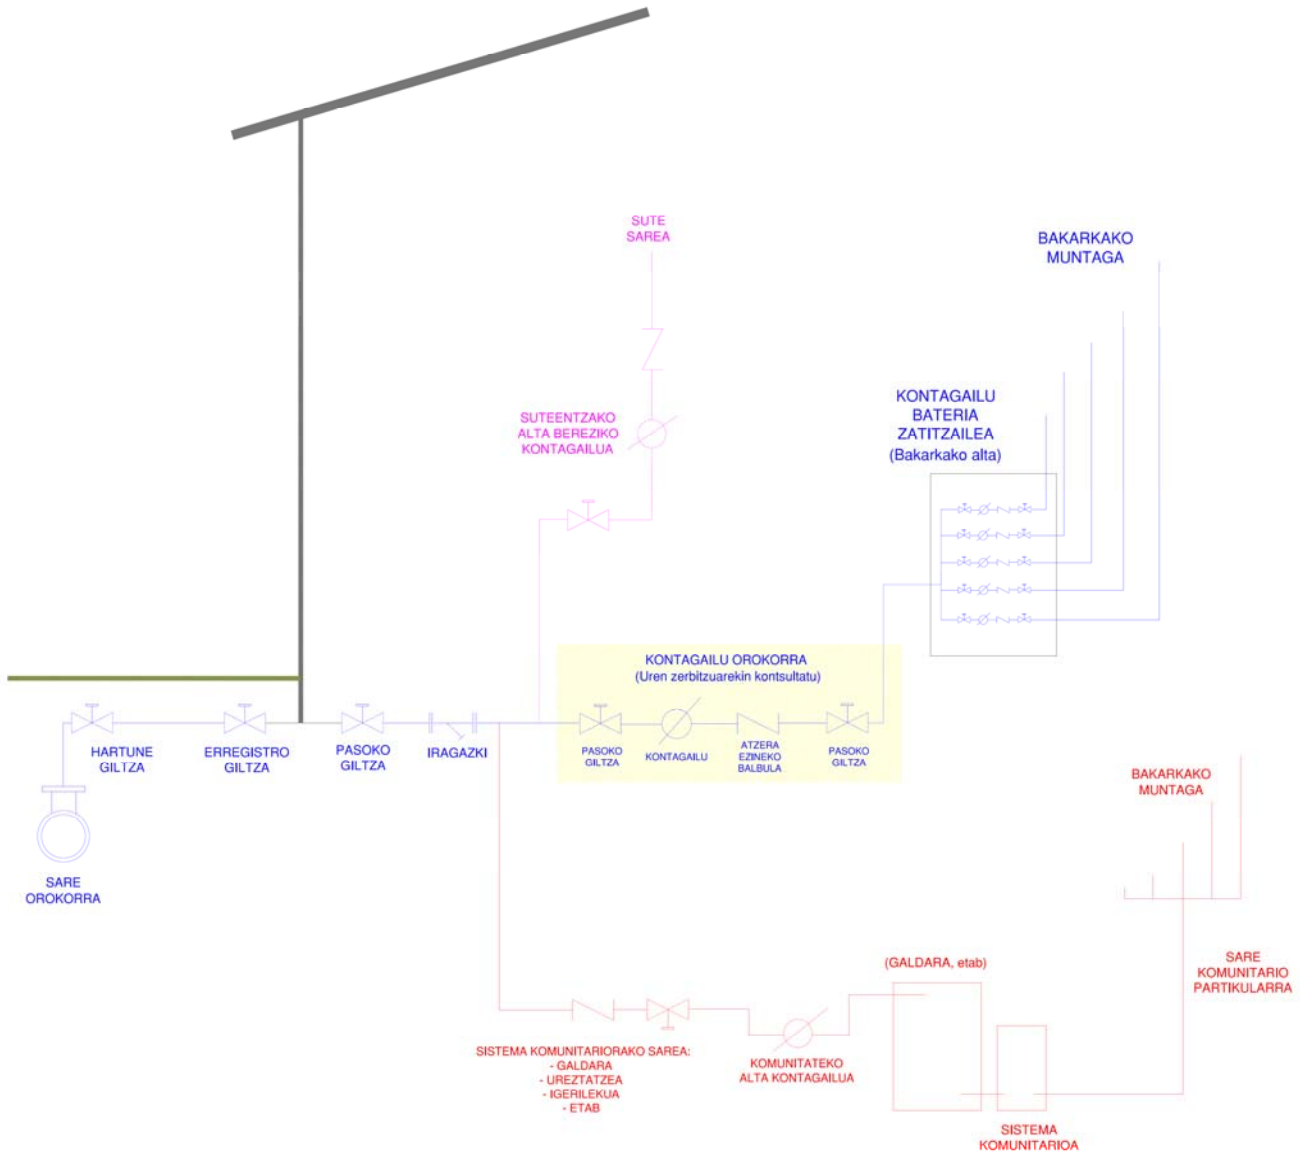 SUTE
SAREA
BAKARKAKO
MUNTAGA
SUTEENTZAKO
ALTA BEREZIKO
KONTAGAILUA
KONTAGAILU
BATERIA
ZATITZAILEA
(Bakarkako alta)
KONTAGAILU OROKORRA
(Uren zerbitzuarekin kontsultatu)
HARTUNE
GILTZA
ERREGISTRO
GILTZA
PASOKO
GILTZA
IRAGAZKI
PASOKO
GILTZA
KONTAGAILU
ATZERA
EZINEKO
BALBULA
PASOKO
GILTZA
SARE
OROKORRA
BAKARKAKO
MUNTAGA
(GALDARA, etab)
SARE
KOMUNITARIO
PARTIKULARRA
SISTEMA KOMUNITARIORAKO SAREA:
- GALDARA
- UREZTATZEA
- IGERILEKUA
- ETAB
KOMUNITATEKO
ALTA KONTAGAILUA
SISTEMA
KOMUNITARIOA